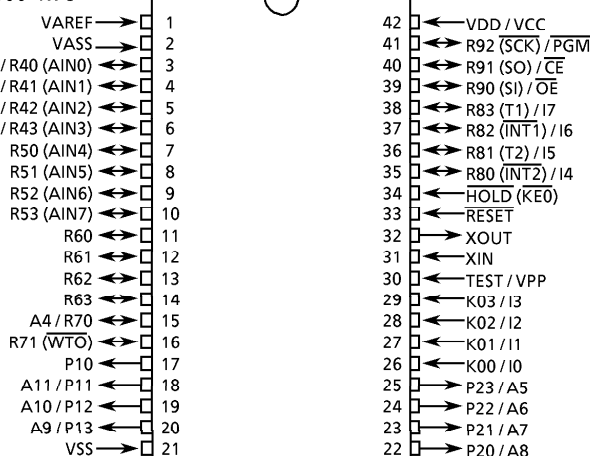 VAREF 1 42 VDD / VCC
VASS 2 41 R92 (SCK) / PGM
/ R40 (AIN0) 3 40 R91 (SO) / CE
/ R41 (AIN1) 4 39 R90 (SI) / OE
/ R42 (AIN2) 5 38 R83 (T1) / I7
/ R43 (AIN3) 6 37 R82 (INT1) / I6
R50 (AIN4) 7 36 R81 (T2) / I5
R51 (AIN5) 8 35 R80 (INT2) / I4
R52 (AIN6) 9 34 HOLD (KE0)
R53 (AIN7) 10 33 RESET
R60 11 32 XOUT
R61 12 31 XIN
R62 13 30 TEST / VPP
R63 14 29 K03 / I3
A4 / R70 15 28 K02 / I2
R71 (WTO) 16 27 K01 / I1
P10 17 26 K00 / I0
A11 / P11 18 25 P23 / A5
A10 / P12 19 24 P22 / A6
A9 / P13 20 23 P21 / A7
VSS 21 22 P20 / A8